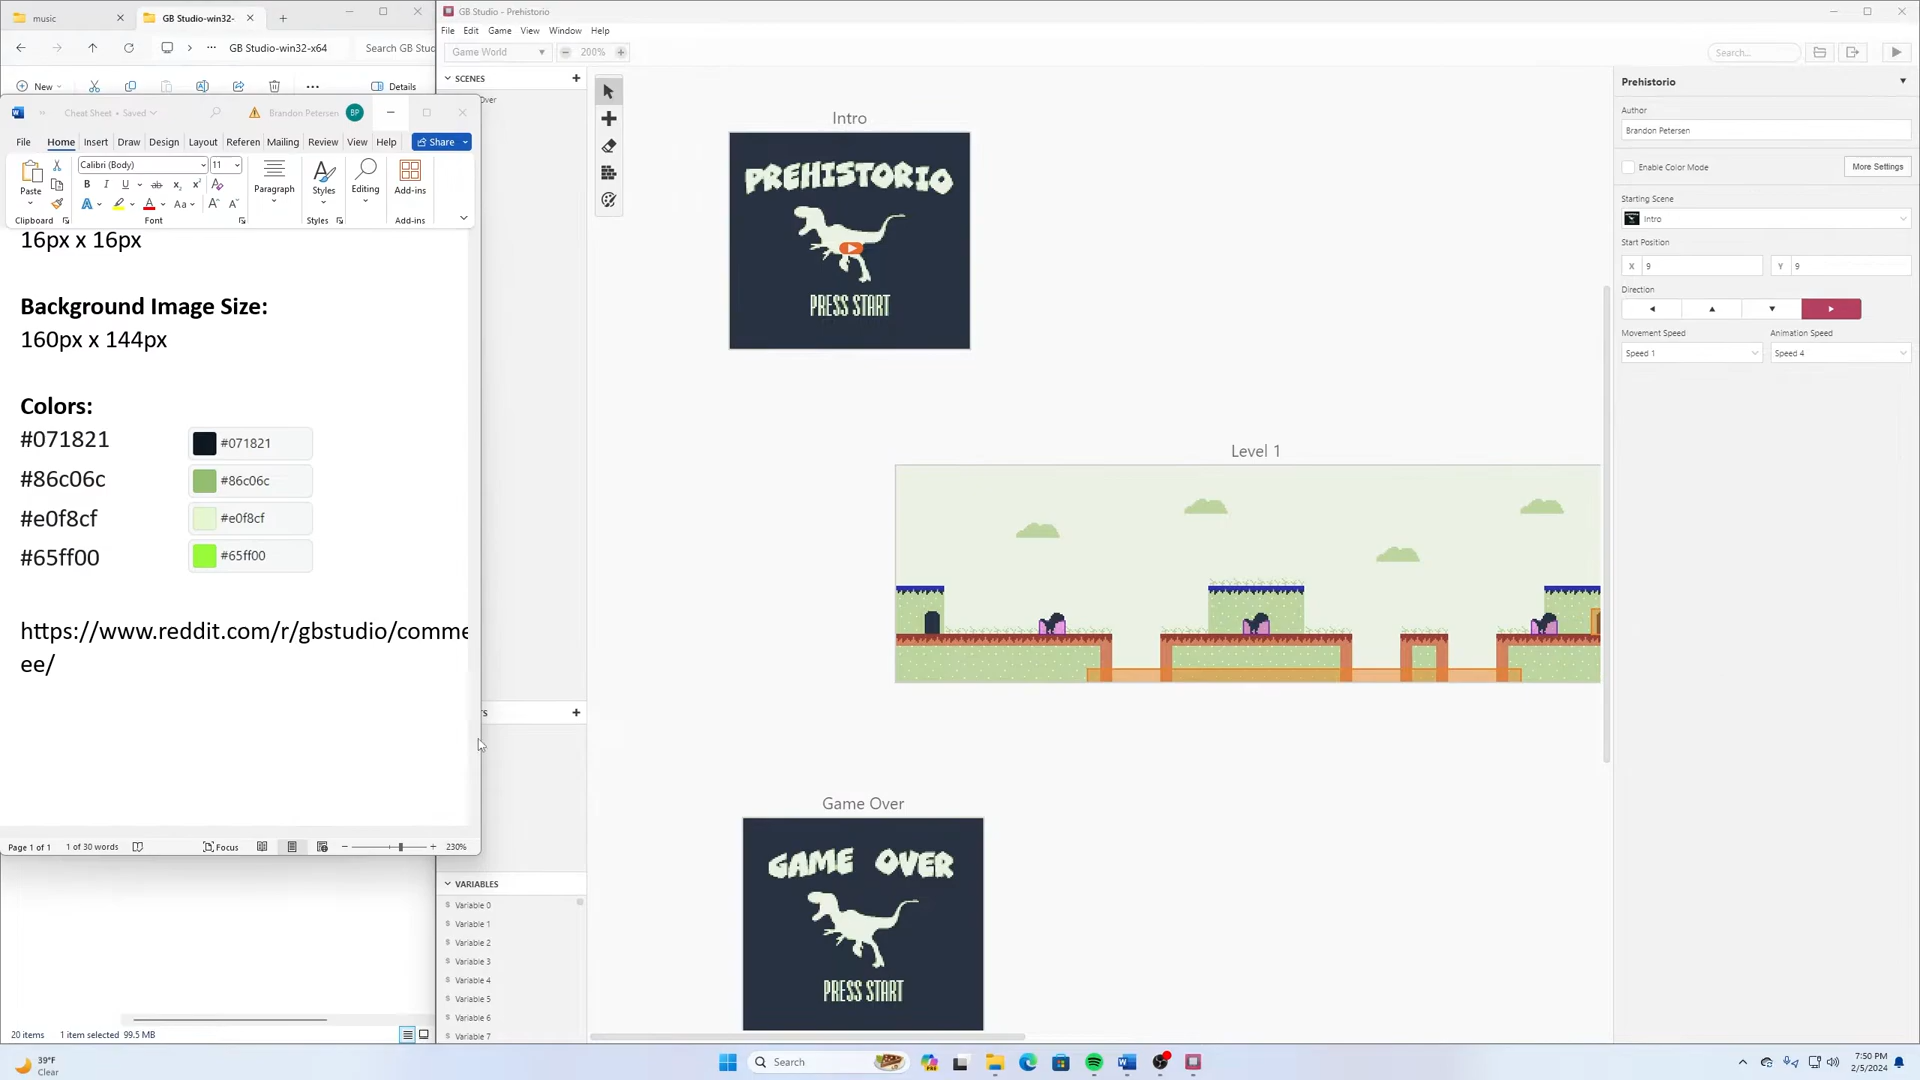 music
GB Studio-win32-
GB Studio-win32-x64
Search GB Stud
New
Details
Cheat Sheet • Saved
Brandon Petersen
BP
File
Home
Insert
Draw
Design
Layout
Referen
Mailing
Review
View
Help
Share
Calibri (Body)
11
Paste
Paragraph
Styles
Editing
Add-ins
Clipboard
Font
Styles
Add-ins
16px x 16px
Background Image Size:
160px x 144px
Colors:
#071821
#86c06c
#e0f8cf
#65ff00
#071821
#86c06c
#e0f8cf
#65ff00
https://www.reddit.com/r/gbstudio/comme
ee/
Page 1 of 1
1 of 30 words
Focus
230%
20 items
1 item selected 99.5 MB
GB Studio - Prehistorio
File
Edit
Game
View
Window
Help
Game World
200%
Search...
SCENES
Over
TS
VARIABLES
Variable 0
Variable 1
Variable 2
Variable 3
Variable 4
Variable 5
Variable 6
Variable 7
Intro
PREHISTORIO
PRESS START
Level 1
Game Over
GAME OVER
PRESS START
Prehistorio
Author
Brandon Petersen
Enable Color Mode
More Settings
Starting Scene
Intro
Start Position
X 9
Y 9
Direction
Movement Speed
Animation Speed
Speed 1
Speed 4
39°F
Clear
Search
7:50 PM
2/5/2024